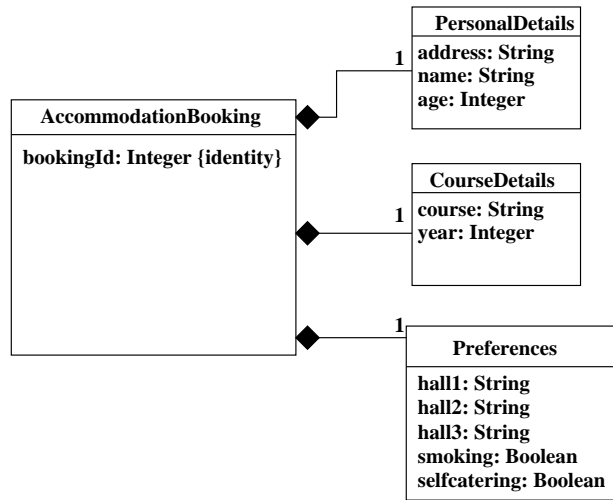 PersonalDetails
address: String
name: String
age: Integer
1
AccommodationBooking
bookingId: Integer {identity}
CourseDetails
course: String
year: Integer
1
1
Preferences
hall1: String
hall2: String
hall3: String
smoking: Boolean
selfcatering: Boolean